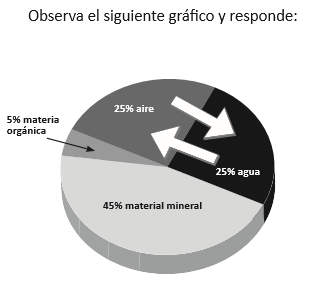 Observa el siguiente gráfico y responde:
25% aire
5% materia
orgánica
25% agua
45% material mineral